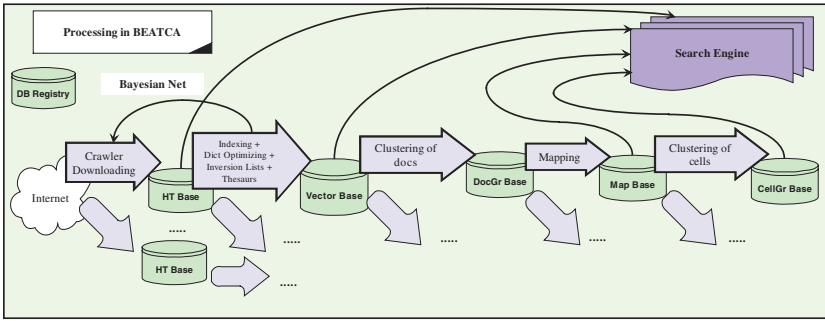 Processing in BEATCA
Search Engine
DB Registry
Bayesian Net
Internet
Crawler
Downloading
HT Base
Indexing +
Dict Optimizing +
Inversion Lists +
Thesaurs
Vector Base
Clustering of
docs
DocGr Base
Mapping
Map Base
Clustering of
cells
CellGr Base
.....
HT Base
.....
.....
.....
.....
.....